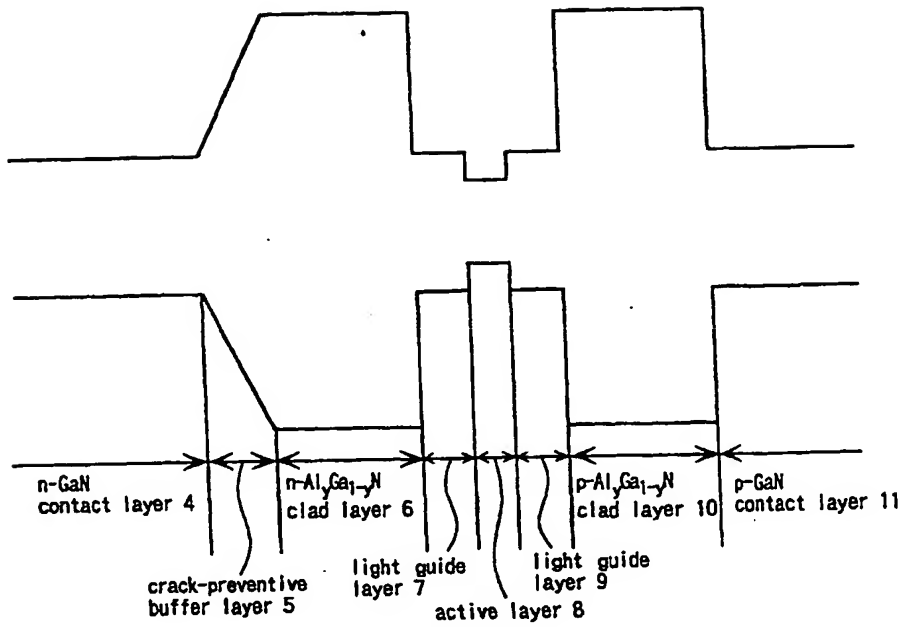 n-GaN
contact layer 4
n-AlyGa1-yN
clad layer 6
p-AlyGa1-yN
clad layer 10
p-GaN
contact layer 11
crack-preventive
buffer layer 5
light guide
layer 7
active layer 8
light guide
layer 9